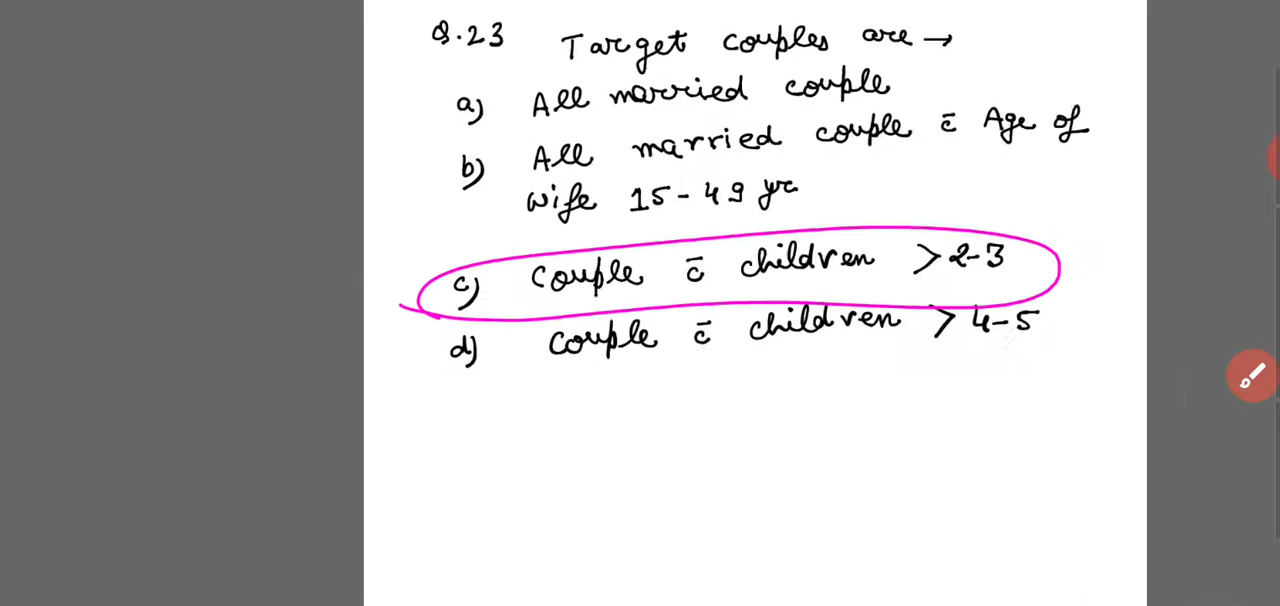 Q.23 Target couples are →
a) All married couple
b) All married couple c̄ Age of
wife 15-49 yr
c) couple c̄ children >2-3
d) couple c̄ children > 4-5